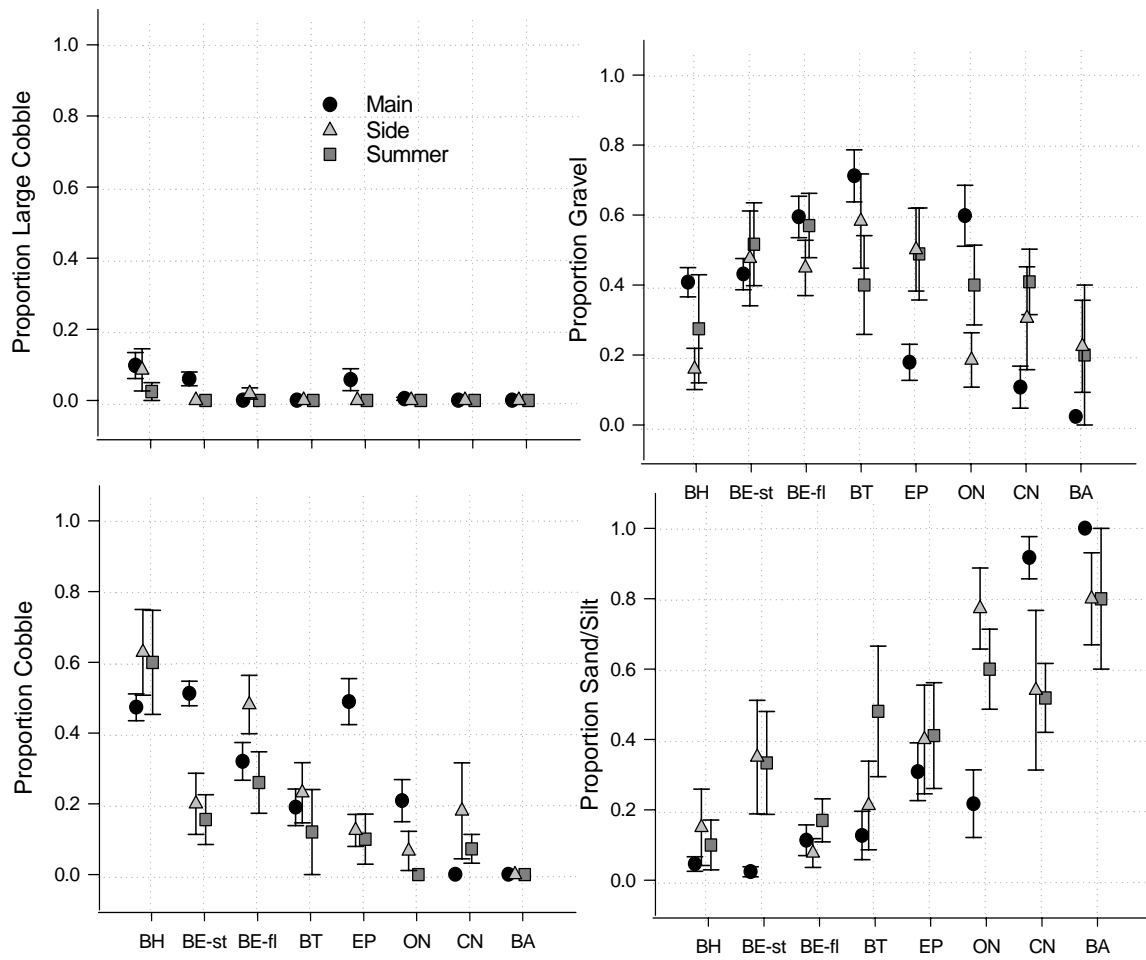 Proportion Large Cobble
1.0
0.8
0.6
0.4
0.2
0.0
Main
Side
Summer
Proportion Gravel
1.0
0.8
0.6
0.4
0.2
0.0
BH BE-st BE-fl BT EP ON CN BA
Proportion Cobble
1.0
0.8
0.6
0.4
0.2
0.0
BH BE-st BE-fl BT EP ON CN BA
Proportion Sand/Silt
1.0
0.8
0.6
0.4
0.2
0.0
BH BE-st BE-fl BT EP ON CN BA